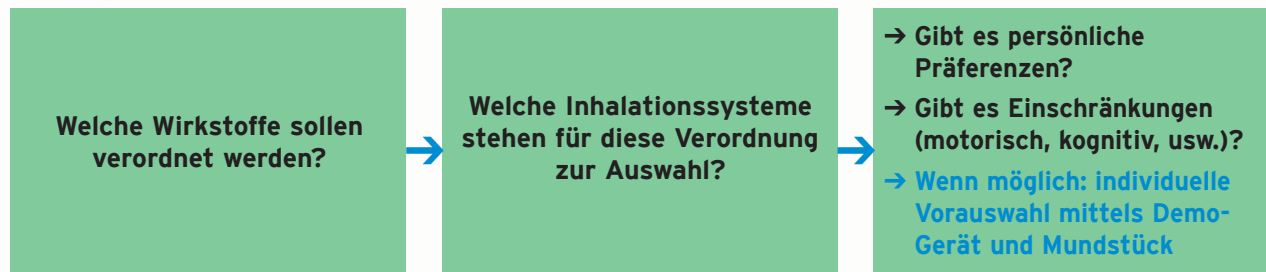 Welche Wirkstoffe sollen
verordnet werden?
➔
Welche Inhalationssysteme
stehen für diese Verordnung
zur Auswahl?
➔
➔ Gibt es persönliche
Präferenzen?
➔ Gibt es Einschränkungen
(motorisch, kognitiv, usw.)?
➔ Wenn möglich: individuelle
Vorauswahl mittels Demo-
Gerät und Mundstück